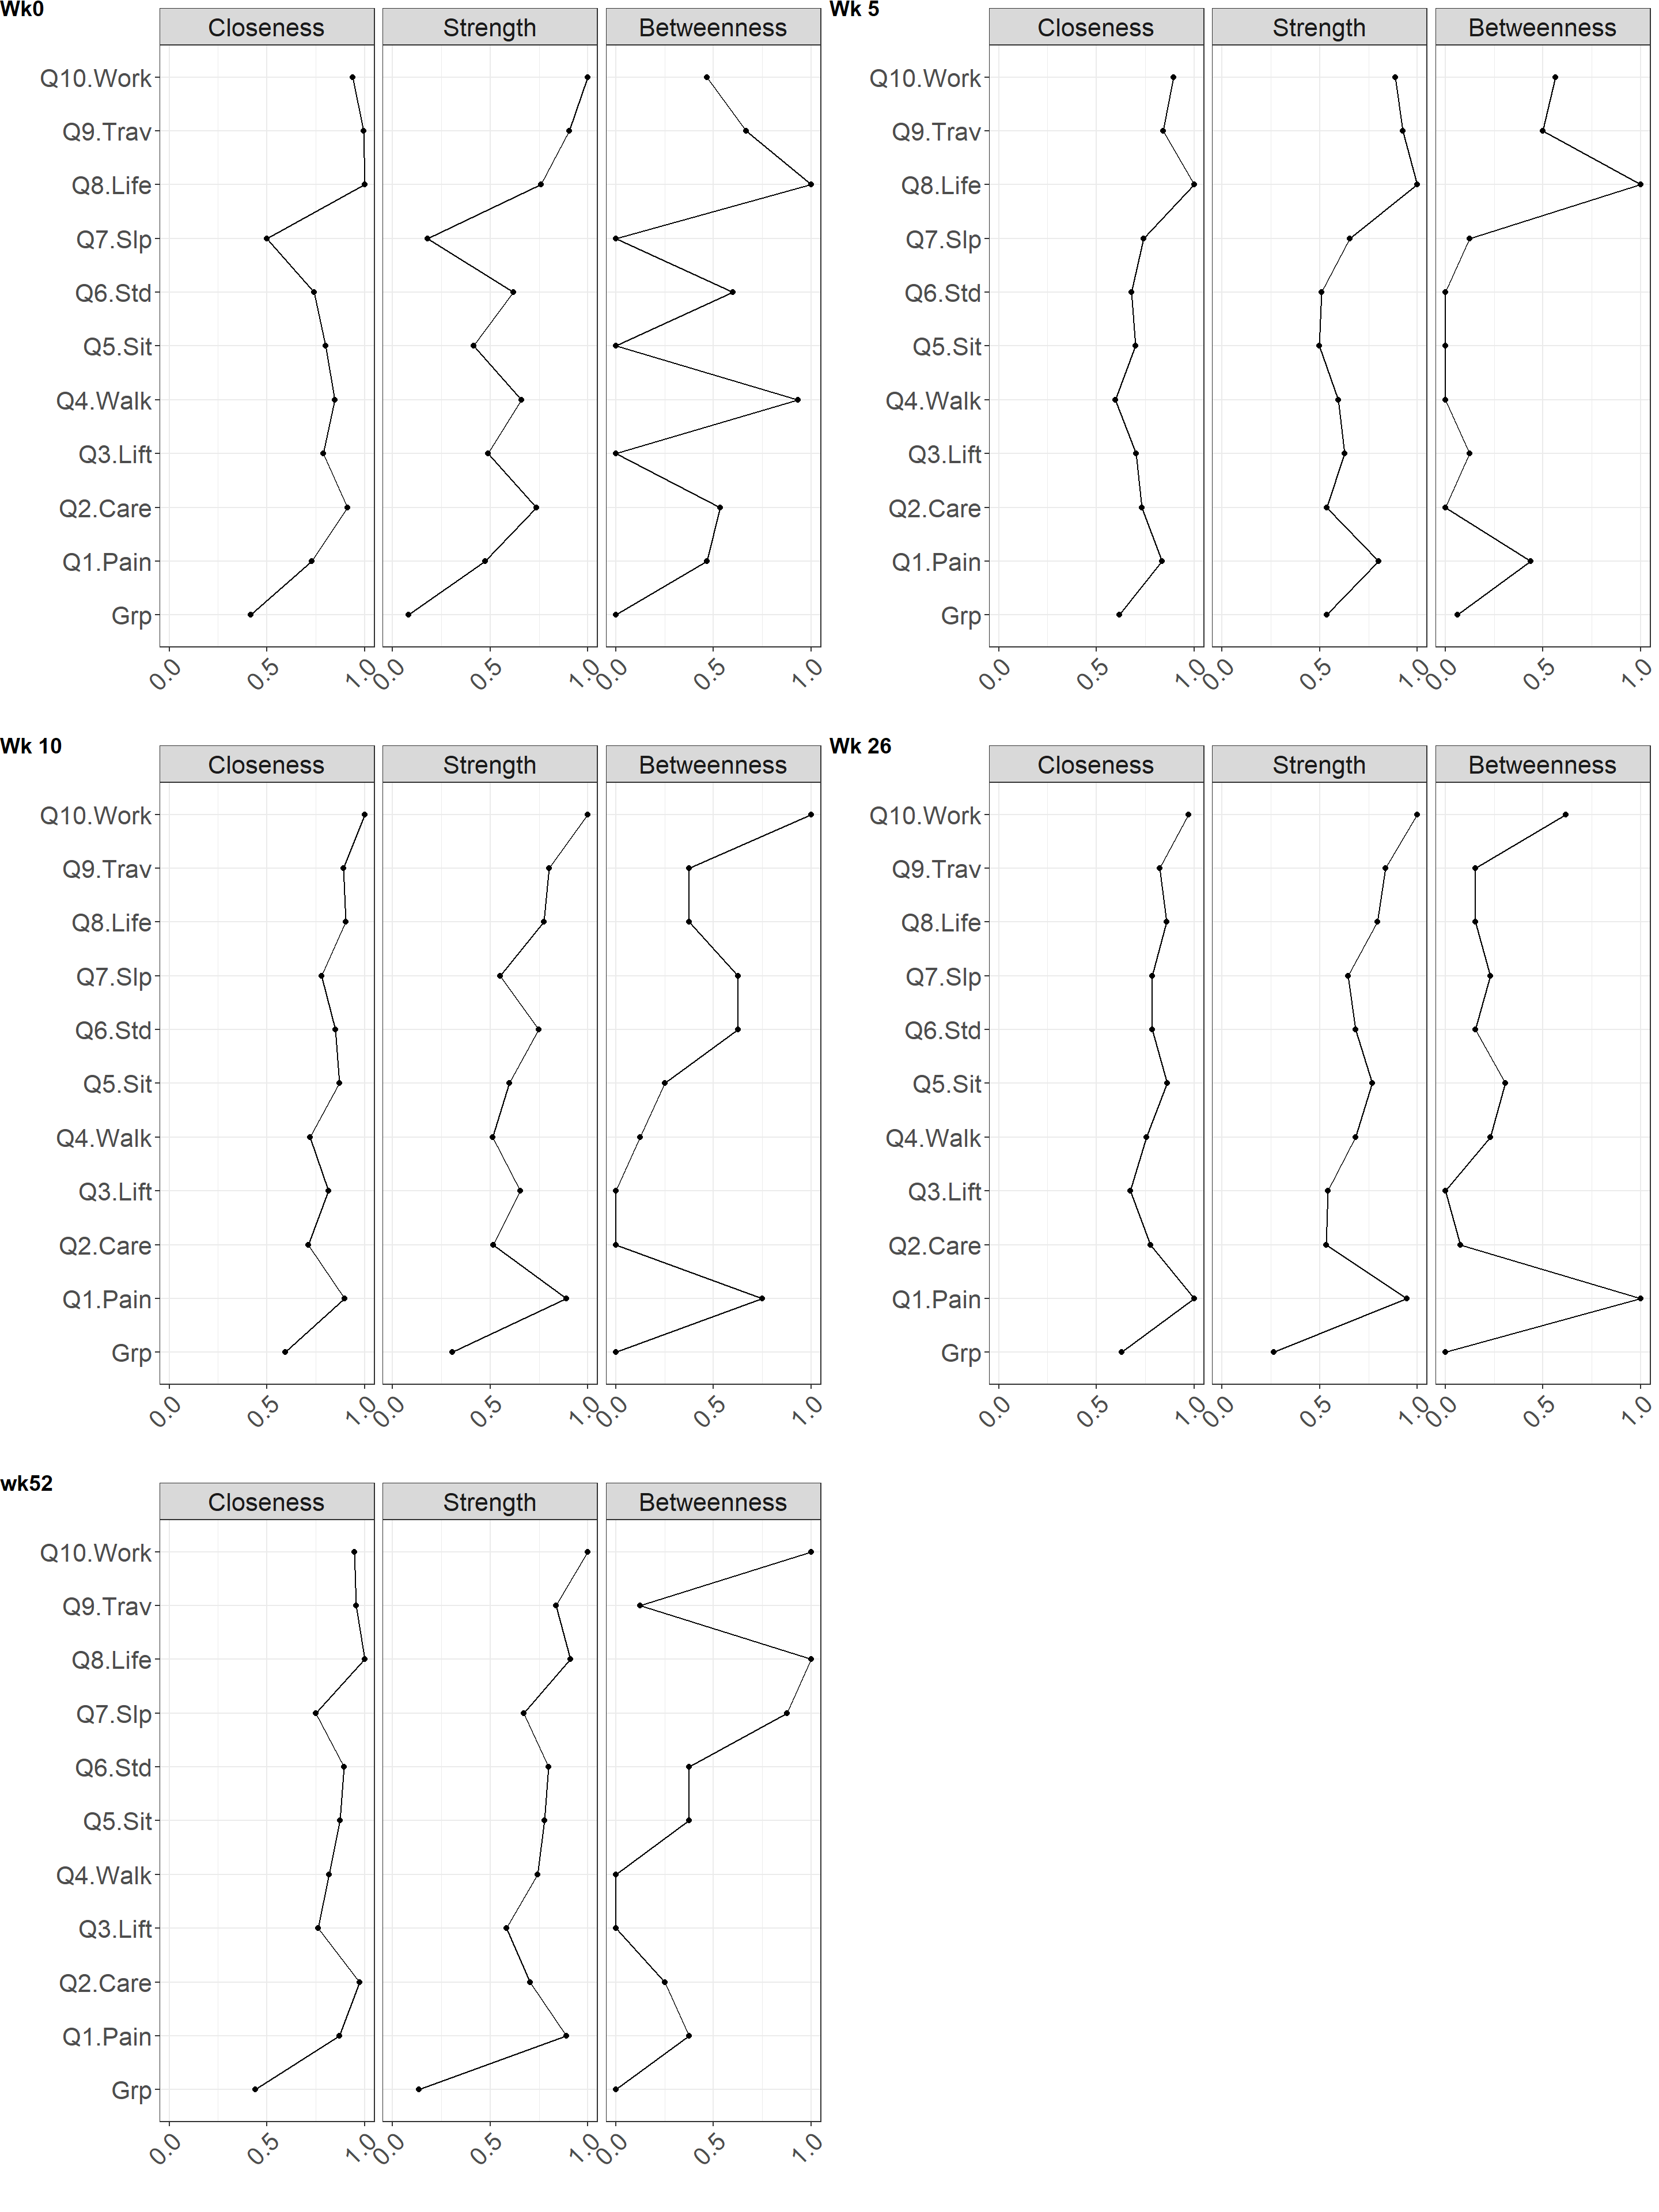 Wk0
Closeness Strength Betweenness
Q10.Work
Q9.Trav
Q8.Life
Q7.Slp
Q6.Std
Q5.Sit
Q4.Walk
Q3.Lift
Q2.Care
Q1.Pain
Grp
0.0 0.5 1.0 0.0 0.5 1.0 0.0 0.5 1.0
Wk 5
Closeness Strength Betweenness
Q10.Work
Q9.Trav
Q8.Life
Q7.Slp
Q6.Std
Q5.Sit
Q4.Walk
Q3.Lift
Q2.Care
Q1.Pain
Grp
0.0 0.5 1.0 0.0 0.5 1.0 0.0 0.5 1.0
Wk 10
Closeness Strength Betweenness
Q10.Work
Q9.Trav
Q8.Life
Q7.Slp
Q6.Std
Q5.Sit
Q4.Walk
Q3.Lift
Q2.Care
Q1.Pain
Grp
0.0 0.5 1.0 0.0 0.5 1.0 0.0 0.5 1.0
Wk 26
Closeness Strength Betweenness
Q10.Work
Q9.Trav
Q8.Life
Q7.Slp
Q6.Std
Q5.Sit
Q4.Walk
Q3.Lift
Q2.Care
Q1.Pain
Grp
0.0 0.5 1.0 0.0 0.5 1.0 0.0 0.5 1.0
wk52
Closeness Strength Betweenness
Q10.Work
Q9.Trav
Q8.Life
Q7.Slp
Q6.Std
Q5.Sit
Q4.Walk
Q3.Lift
Q2.Care
Q1.Pain
Grp
0.0 0.5 1.0 0.0 0.5 1.0 0.0 0.5 1.0